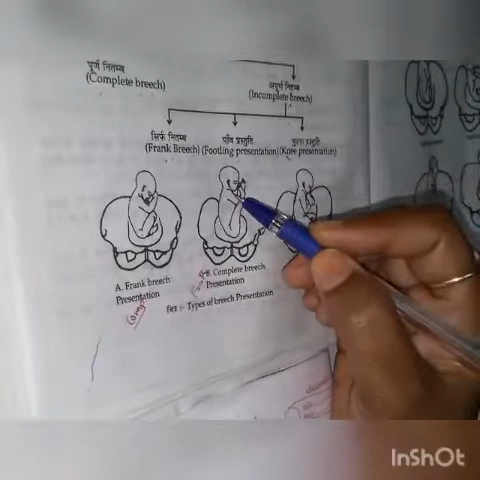 पूर्ण नितम्ब
(Complete breech)
अपूर्ण नितम्ब
(Incomplete breech)
सिर्फ नितम्ब
(Frank Breech)
पाँव प्रस्तुति
(Footling presentation)
घुटना प्रस्तुति
(Knee presentation)
A. Frank breech
Presentation
B. Complete breech
Presentation
चित्र :- Types of breech Presentation
InShOt